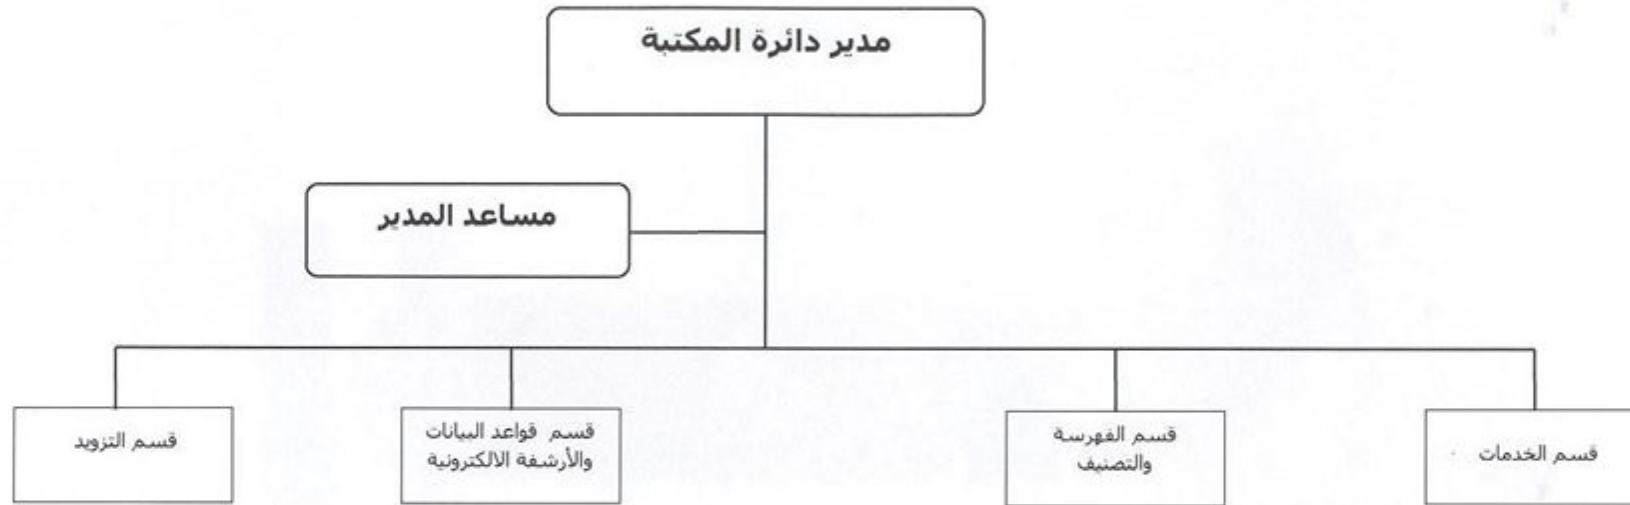 مدير دائرة المكتبة
مساعد المدير
قسم الخدمات
قسم الفهرسة
والتصنيف
قسم قواعد البيانات
والأرشفة الالكترونية
قسم التزويد